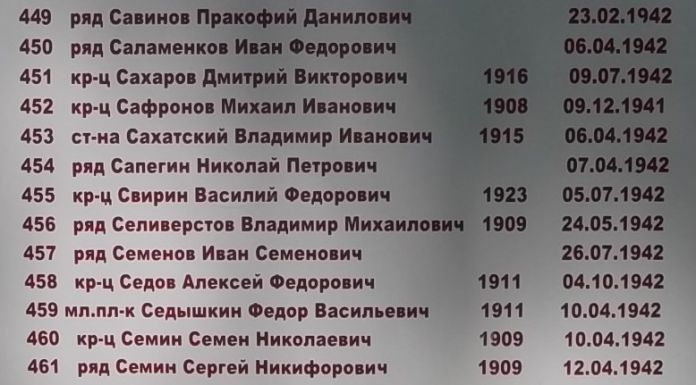 449 ряд Савинов Пракофий Данилович 23.02.1942
450 ряд Саламенков Иван Федорович 06.04.1942
451 кр-ц Сахаров Дмитрий Викторович 1916 09.07.1942
452 кр-ц Сафронов Михаил Иванович 1908 09.12.1941
453 ст-на Сахатский Владимир Иванович 1915 06.04.1942
454 ряд Сапегин Николай Петрович 07.04.1942
455 кр-ц Свирин Василий Федорович 1923 05.07.1942
456 ряд Селиверстов Владимир Михаилович 1909 24.05.1942
457 ряд Семенов Иван Семенович 26.07.1942
458 кр-ц Седов Алексей Федорович 1911 04.10.1942
459 мл.пл-к Седышкин Федор Васильевич 1911 10.04.1942
460 кр-ц Семин Семен Николаевич 1909 10.04.1942
461 ряд Семин Сергей Никифорович 1909 12.04.1942